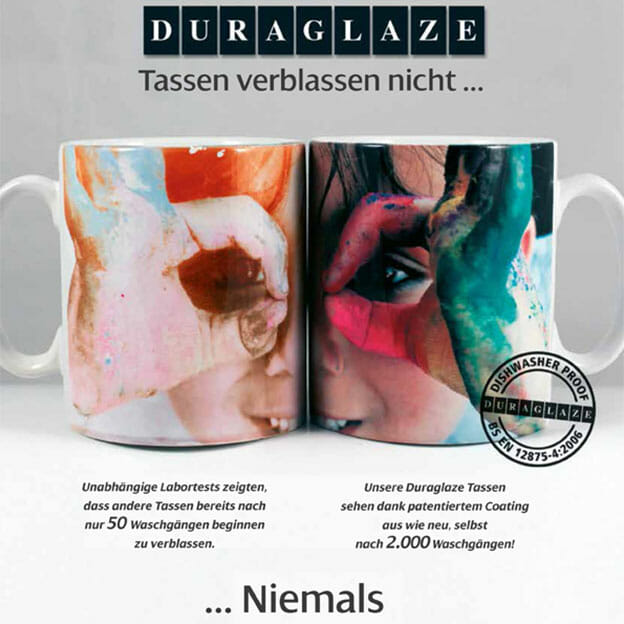 DURAGLAZE
Tassen verblassen nicht ...
DISHWASHER PROOF
DURAGLAZE
BS EN 12875-4:2006
Unabhängige Labortests zeigten,
dass andere Tassen bereits nach
nur 50 Waschgängen beginnen
zu verblassen.
Unsere Duraglaze Tassen
sehen dank patentiertem Coating
aus wie neu, selbst
nach 2.000 Waschgängen!
... Niemals